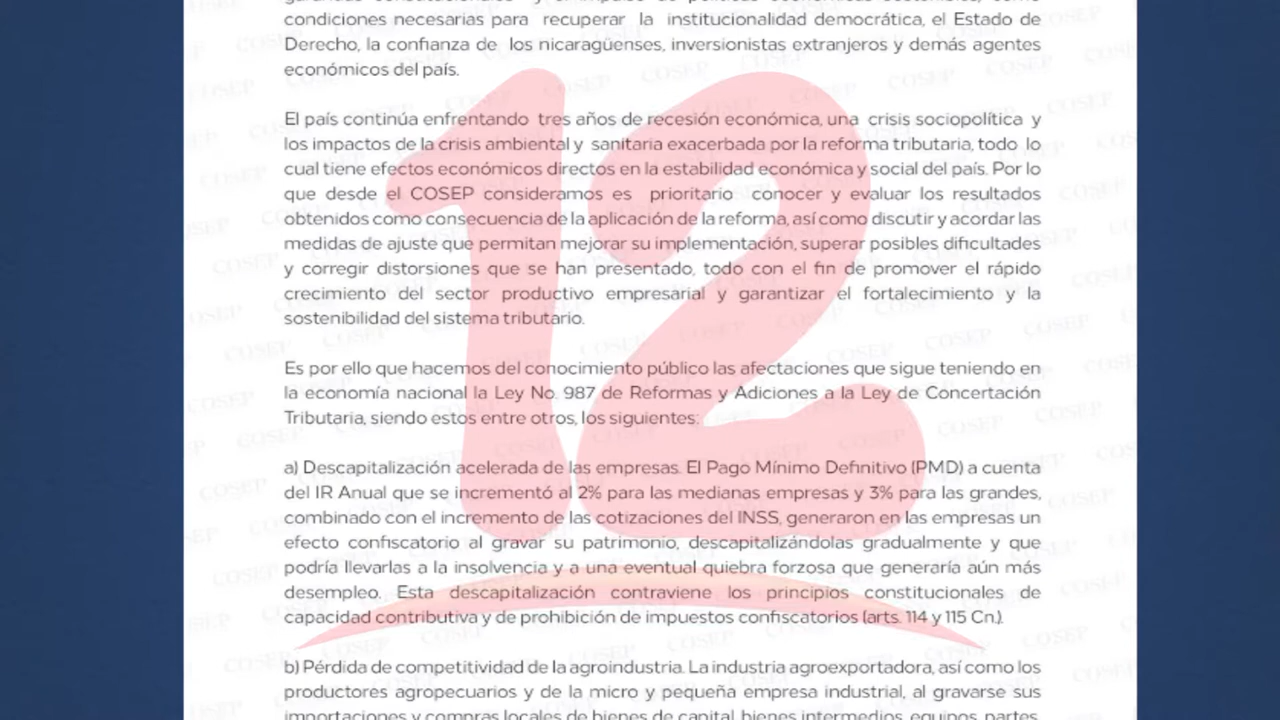 condiciones necesarias para recuperar la institucionalidad democrática, el Estado de
Derecho, la confianza de los nicaragüenses, inversionistas extranjeros y demás agentes
económicos del país.
El país continúa enfrentando tres años de recesión económica, una crisis sociopolítica y
los impactos de la crisis ambiental y sanitaria exacerbada por la reforma tributaria, todo lo
cual tiene efectos económicos directos en la estabilidad económica y social del país. Por lo
que desde el COSEP consideramos es prioritario conocer y evaluar los resultados
obtenidos como consecuencia de la aplicación de la reforma, así como discutir y acordar las
medidas de ajuste que permitan mejorar su implementación, superar posibles dificultades
y corregir distorsiones que se han presentado, todo con el fin de promover el rápido
crecimiento del sector productivo empresarial y garantizar el fortalecimiento y la
sostenibilidad del sistema tributario.
Es por ello que hacemos del conocimiento público las afectaciones que sigue teniendo en
la economía nacional la Ley No. 987 de Reformas y Adiciones a la Ley de Concertación
Tributaria, siendo estos entre otros, los siguientes:
a) Descapitalización acelerada de las empresas. El Pago Mínimo Definitivo (PMD) a cuenta
del IR Anual que se incrementó al 2% para las medianas empresas y 3% para las grandes,
combinado con el incremento de las cotizaciones del INSS, generaron en las empresas un
efecto confiscatorio al gravar su patrimonio, descapitalizándolas gradualmente y que
podría llevarlas a la insolvencia y a una eventual quiebra forzosa que generaría aún más
desempleo. Esta descapitalización contraviene los principios constitucionales de
capacidad contributiva y de prohibición de impuestos confiscatorios (arts. 114 y 115 Cn.).
b) Pérdida de competitividad de la agroindustria. La industria agroexportadora, así como los
productores agropecuarios y de la micro y pequeña empresa industrial, al gravarse sus
importaciones y compras locales de bienes de capital, bienes intermedios, equipos, partes,
12